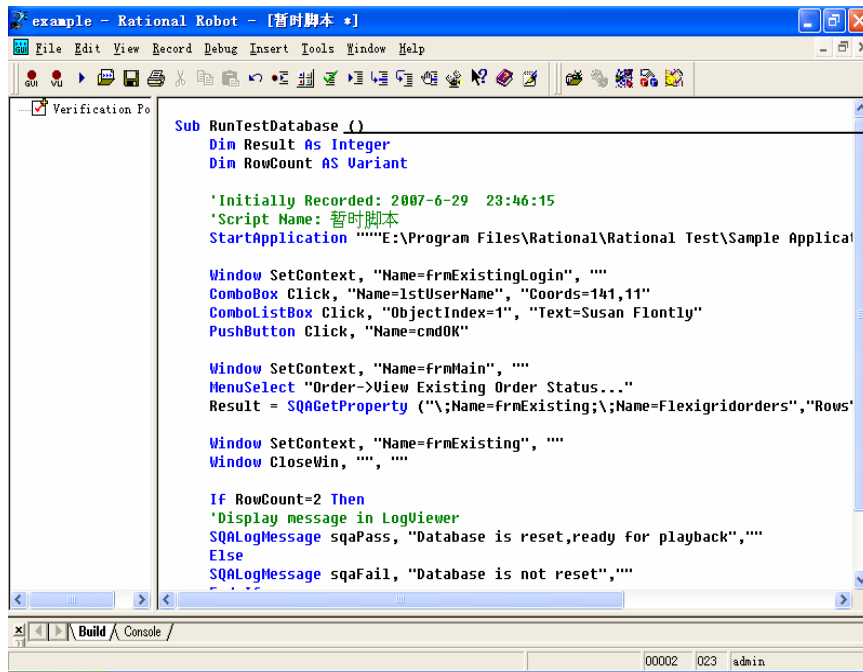 example - Rational Robot - [暂时脚本 *]
File Edit View Record Debug Insert Tools Window Help
GUI VU
Verification Po
Sub RunTestDatabase ()
Dim Result As Integer
Dim RowCount AS Variant
'Initially Recorded: 2007-6-29 23:46:15
'Script Name: 暂时脚本
StartApplication """E:\Program Files\Rational\Rational Test\Sample Applicat
Window SetContext, "Name=frmExistingLogin", ""
ComboBox Click, "Name=lstUserName", "Coords=141,11"
ComboListBox Click, "ObjectIndex=1", "Text=Susan Flontly"
PushButton Click, "Name=cmdOK"
Window SetContext, "Name=frmMain", ""
MenuSelect "Order->View Existing Order Status..."
Result = SQAGetProperty ("\;Name=frmExisting;\;Name=Flexigridorders","Rows"
Window SetContext, "Name=frmExisting", ""
Window CloseWin, "", ""
If RowCount=2 Then
'Display message in LogViewer
SQALogMessage sqaPass, "Database is reset,ready for playback",""
Else
SQALogMessage sqaFail, "Database is not reset",""
End If
Build Console
00002 023 admin